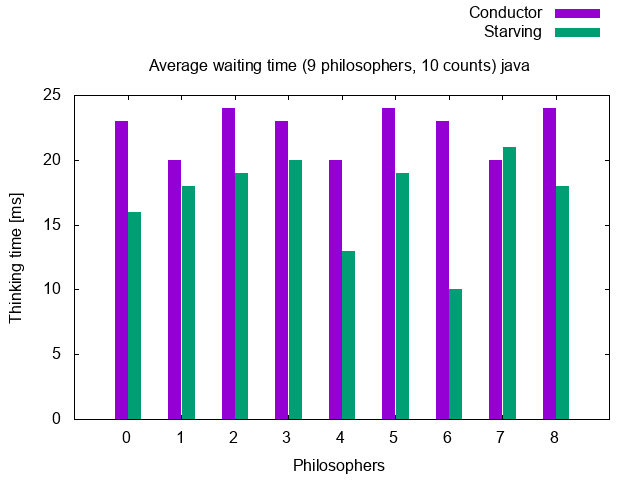 Conductor
Starving
Average waiting time (9 philosophers, 10 counts) java
25
20
15
10
5
0
Thinking time [ms]
0 1 2 3 4 5 6 7 8
Philosophers